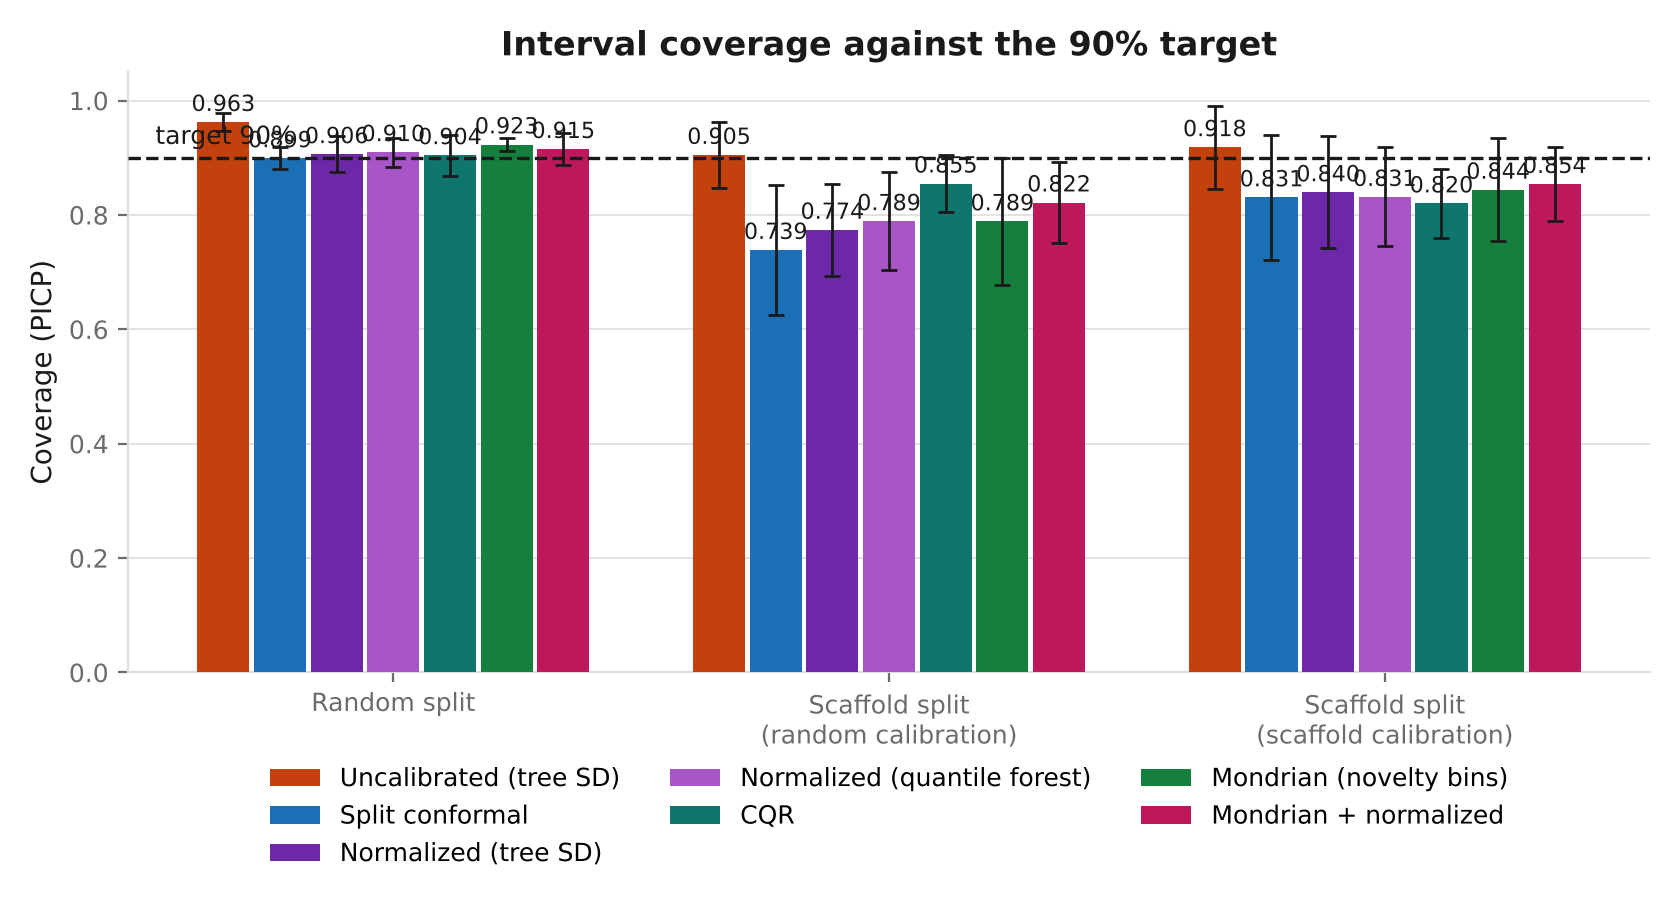 Interval coverage against the 90% target
Coverage (PICP)
1.0
0.8
0.6
0.4
0.2
0.0
target 90%
0.963
0.899
0.906
0.910
0.904
0.923
0.915
0.905
0.739
0.774
0.789
0.855
0.789
0.822
0.918
0.831
0.840
0.831
0.820
0.844
0.854
Random split
Scaffold split
(random calibration)
Scaffold split
(scaffold calibration)
Uncalibrated (tree SD)
Split conformal
Normalized (tree SD)
Normalized (quantile forest)
CQR
Mondrian (novelty bins)
Mondrian + normalized